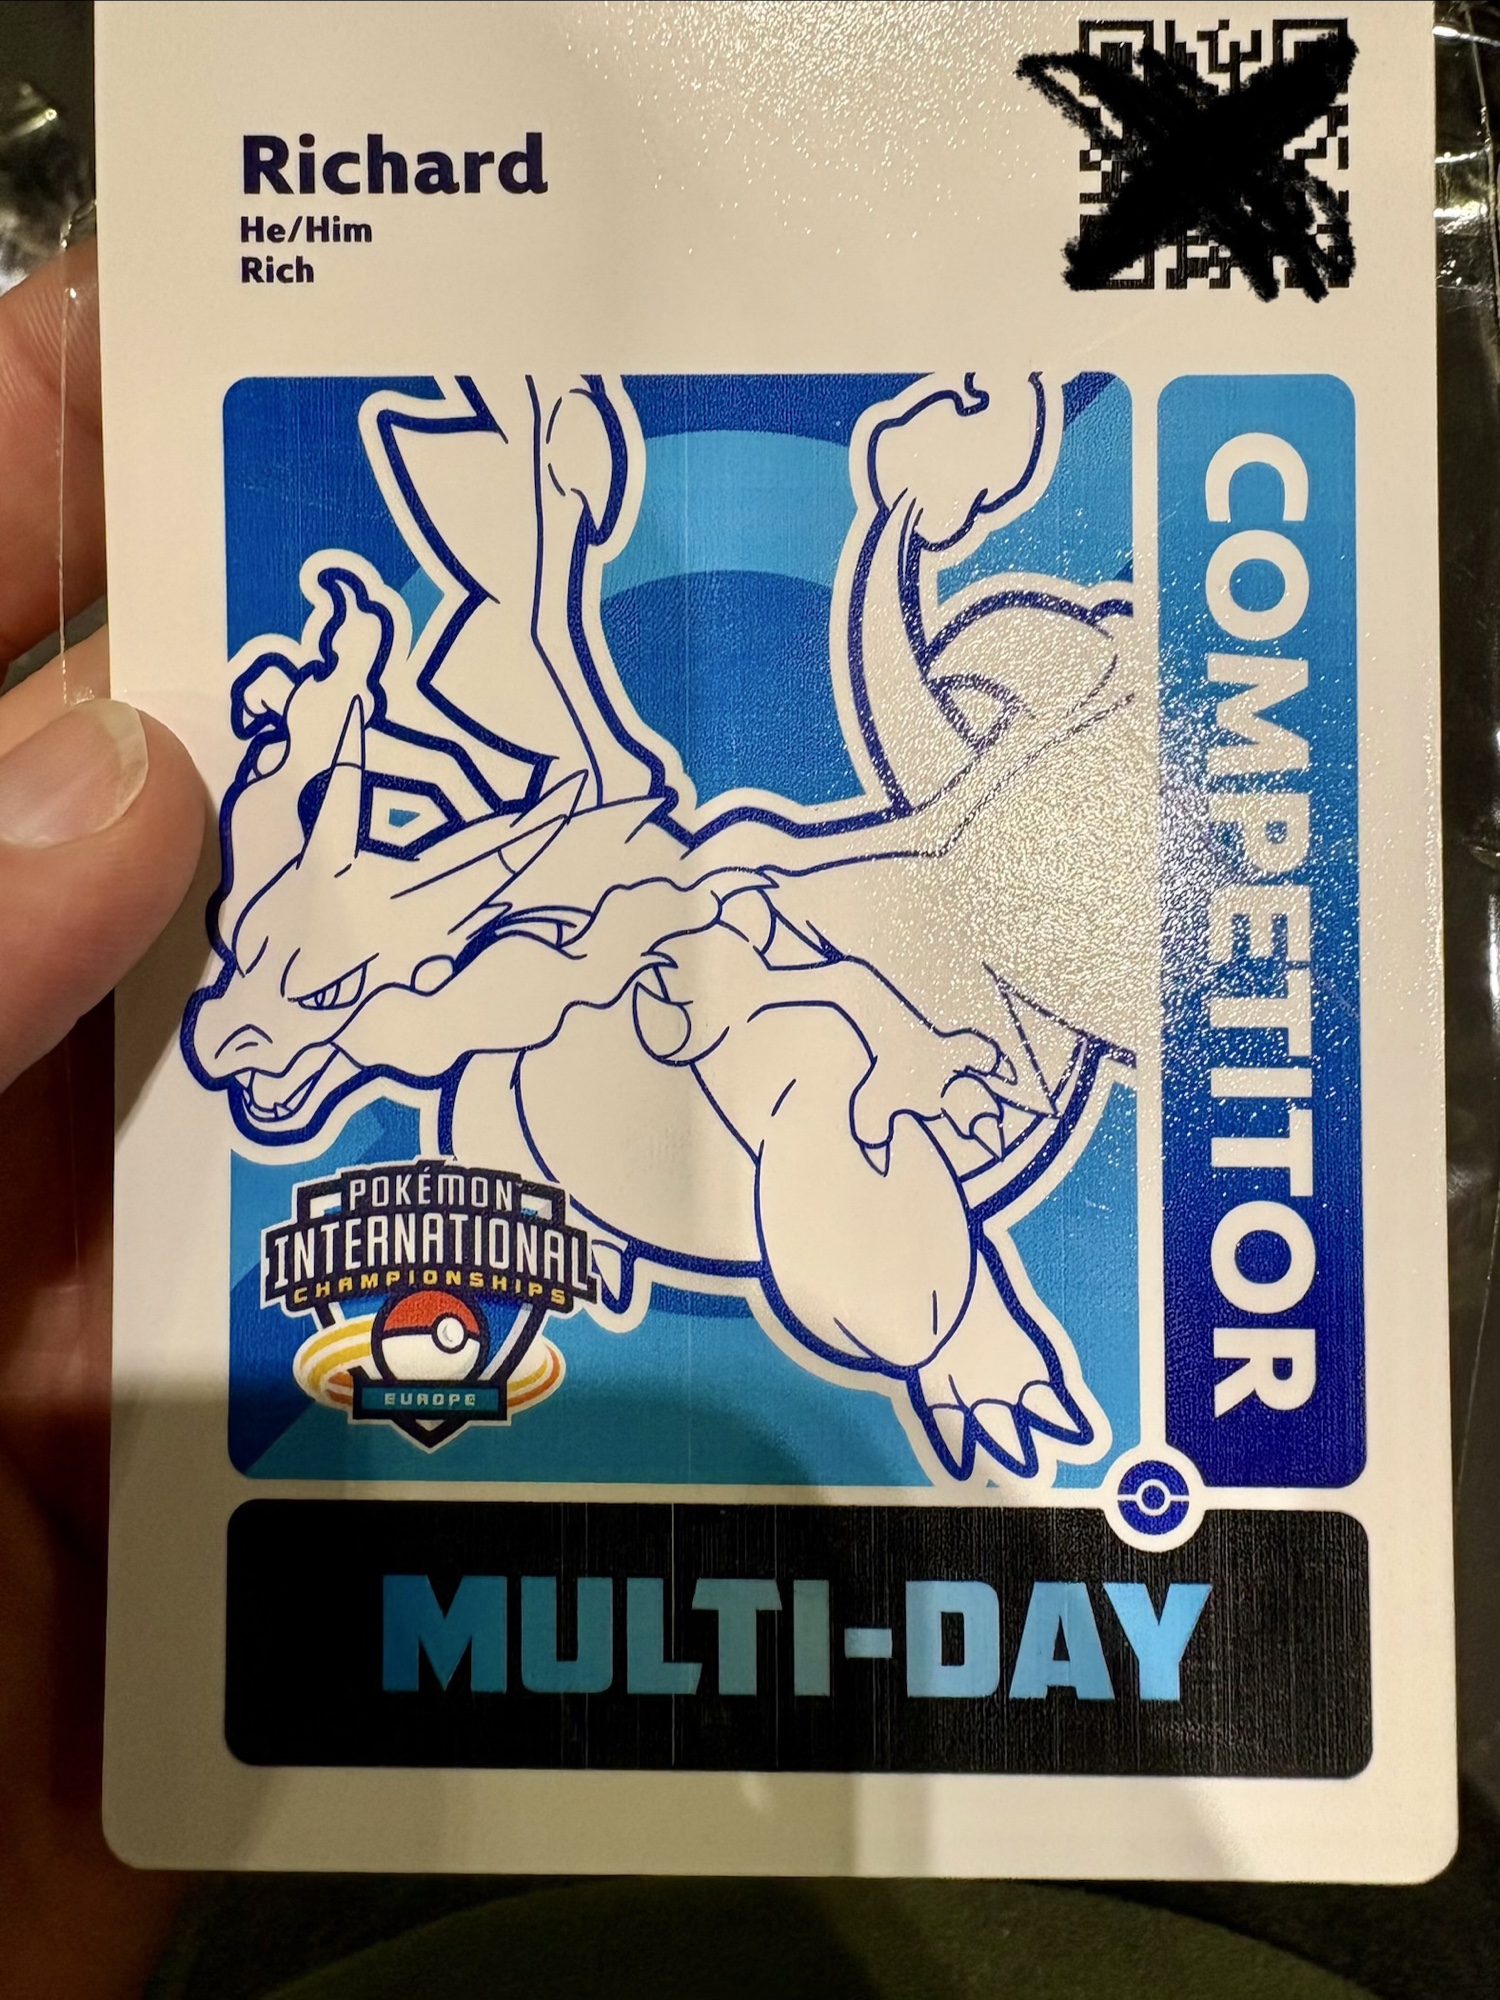 Richard
He/Him
Rich
COMPETITOR
POKÉMON
INTERNATIONAL
CHAMPIONSHIPS
EUROPE
MULTI-DAY